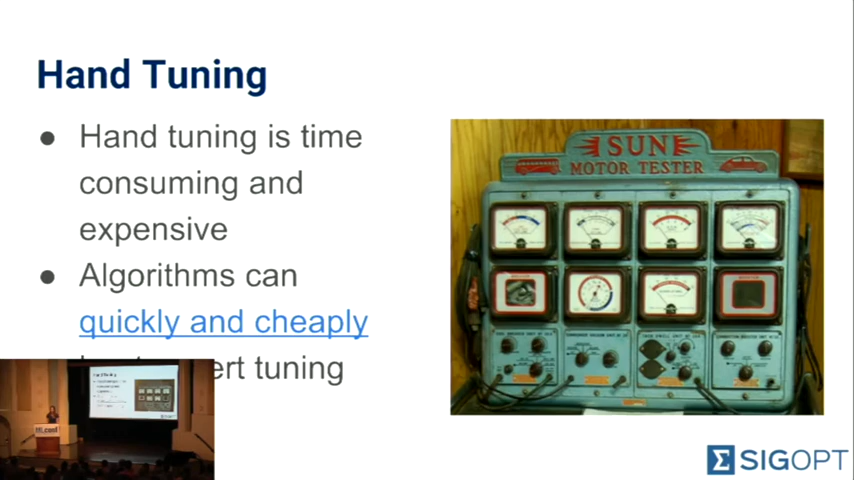 Hand Tuning
● Hand tuning is time
consuming and
expensive
● Algorithms can
quickly and cheaply
tuning
SUN
MOTOR TESTER
SIGOPT